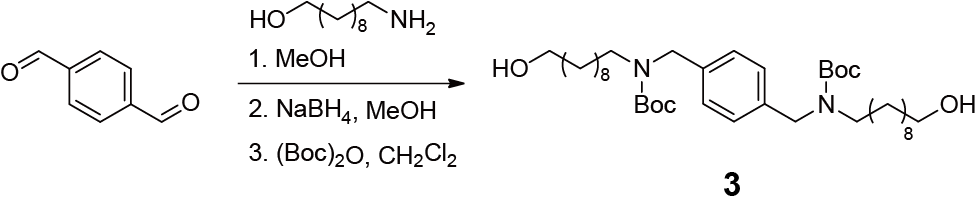 HO ( )8 NH2
1. MeOH
2. NaBH4, MeOH
3. (Boc)2O, CH2Cl2
O
O
HO ( )8 N
Boc
Boc
N ( )8 OH
3